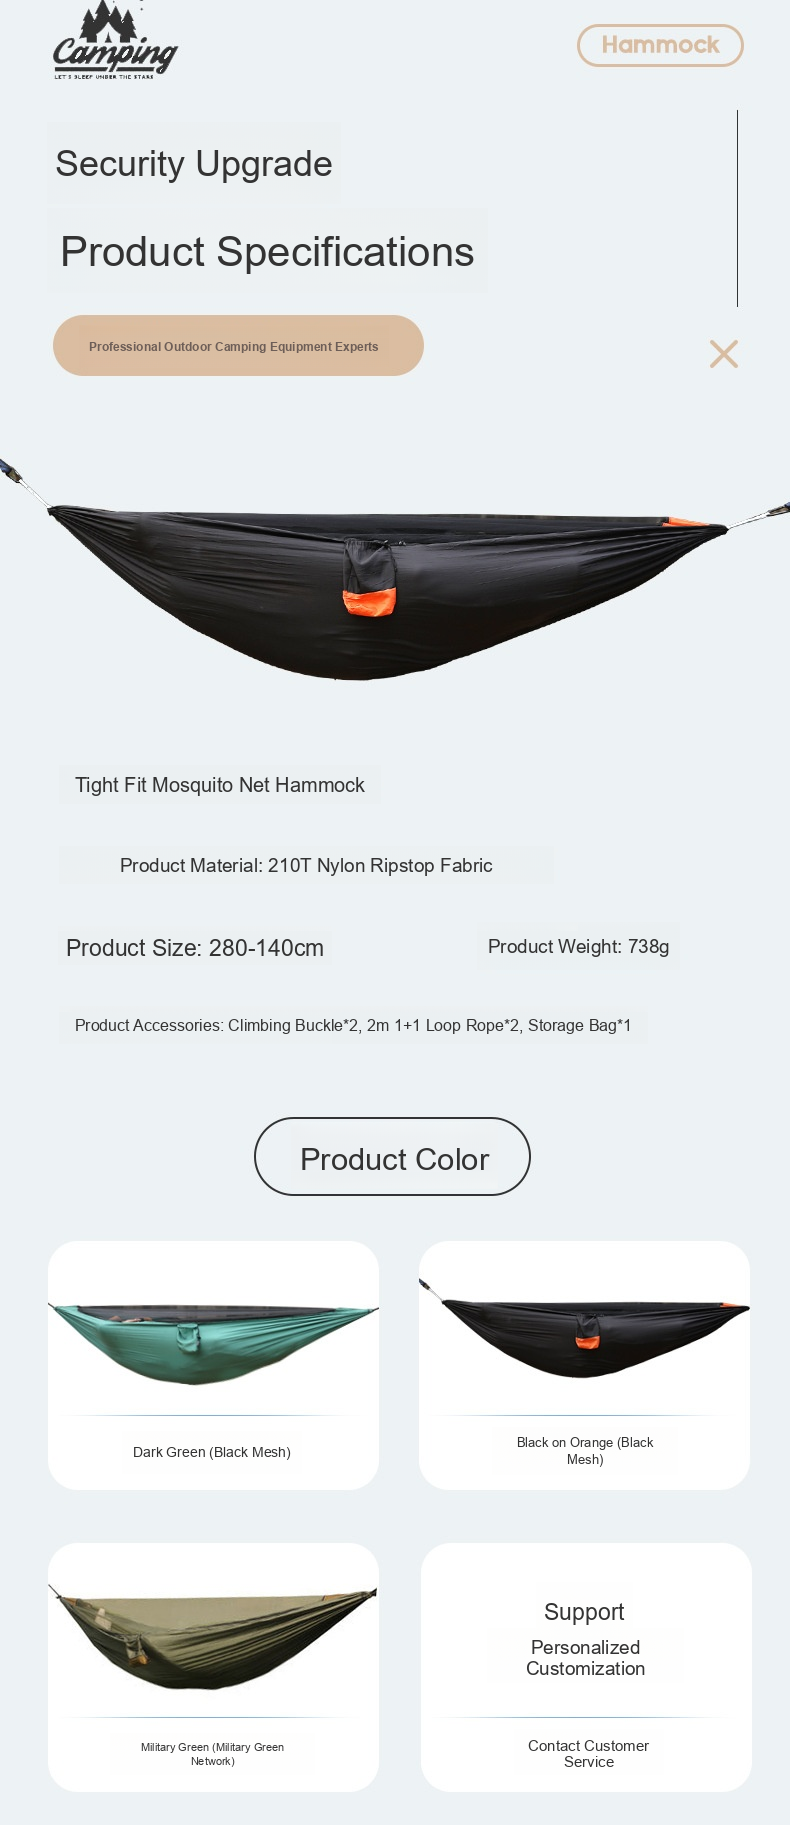 Camping
LET'S SLEEP UNDER THE STARS
Hammock
Security Upgrade
Product Specifications
Professional Outdoor Camping Equipment Experts
Tight Fit Mosquito Net Hammock
Product Material: 210T Nylon Ripstop Fabric
Product Size: 280-140cm
Product Weight: 738g
Product Accessories: Climbing Buckle*2, 2m 1+1 Loop Rope*2, Storage Bag*1
Product Color
Dark Green (Black Mesh)
Black on Orange (Black
Mesh)
Military Green (Military Green
Network)
Support
Personalized
Customization
Contact Customer
Service